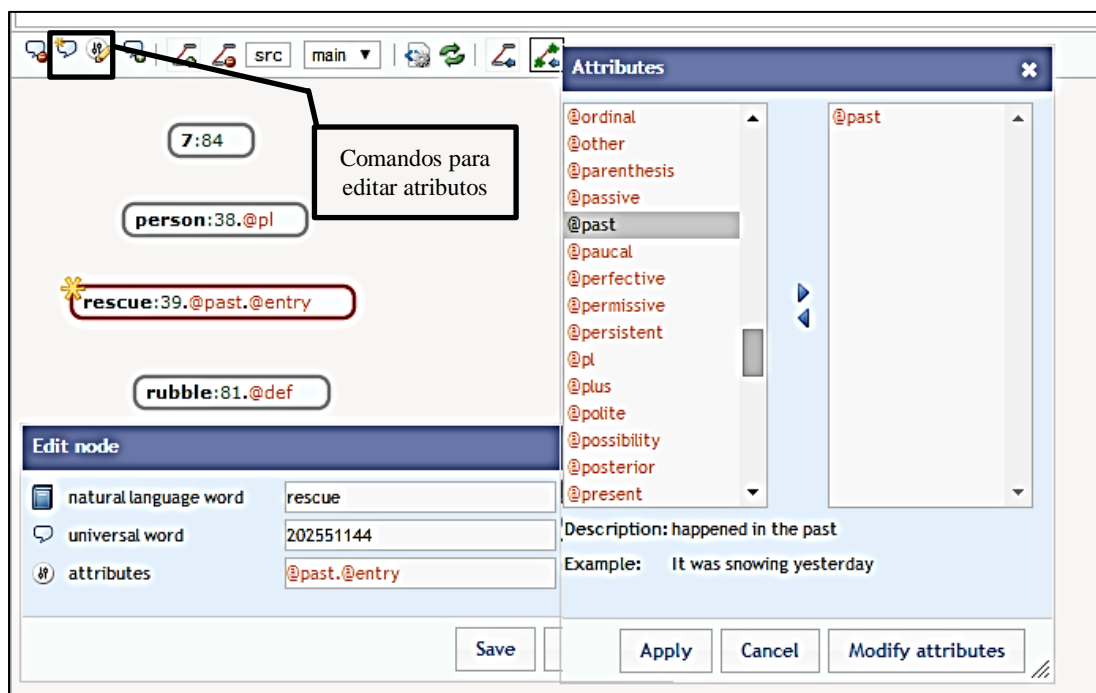 src
main ▼
7:84
person:38.@pl
rescue:39.@past.@entry
rubble:81.@def
Comandos para
editar atributos
Edit node
natural language word
rescue
universal word
202551144
attributes
@past.@entry
Save
Attributes
@ordinal
@other
@parenthesis
@passive
@past
@paucal
@perfective
@permissive
@persistent
@pl
@plus
@polite
@possibility
@posterior
@present
@past
Description: happened in the past
Example: It was snowing yesterday
Apply
Cancel
Modify attributes